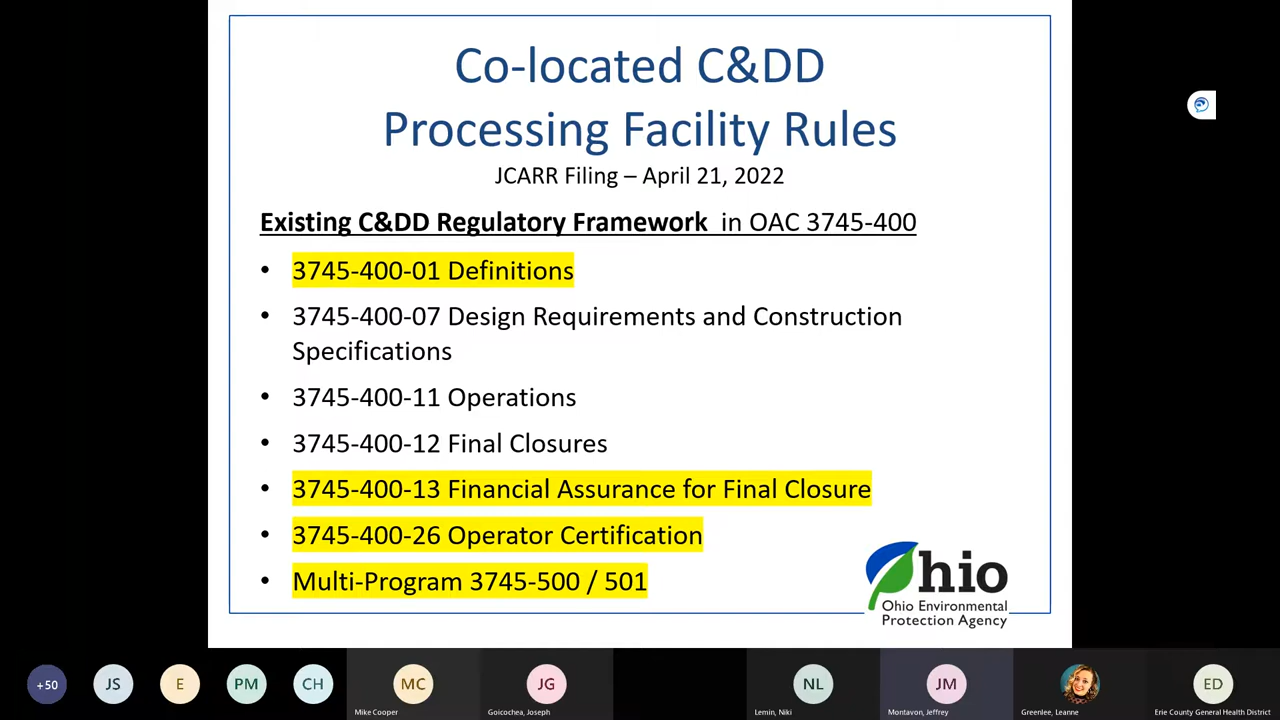 Co-located C&DD
Processing Facility Rules
JCARR Filing – April 21, 2022
Existing C&DD Regulatory Framework in OAC 3745-400
• 3745-400-01 Definitions
• 3745-400-07 Design Requirements and Construction
Specifications
• 3745-400-11 Operations
• 3745-400-12 Final Closures
• 3745-400-13 Financial Assurance for Final Closure
• 3745-400-26 Operator Certification
• Multi-Program 3745-500 / 501
Ohio
Ohio Environmental
Protection Agency
+50 JS E PM CH MC JG NL JM ED
Mike Cooper Goicochea, Joseph Lemin, Niki Montavon, Jeffrey Greenlee, Leanne Erie County General Health District